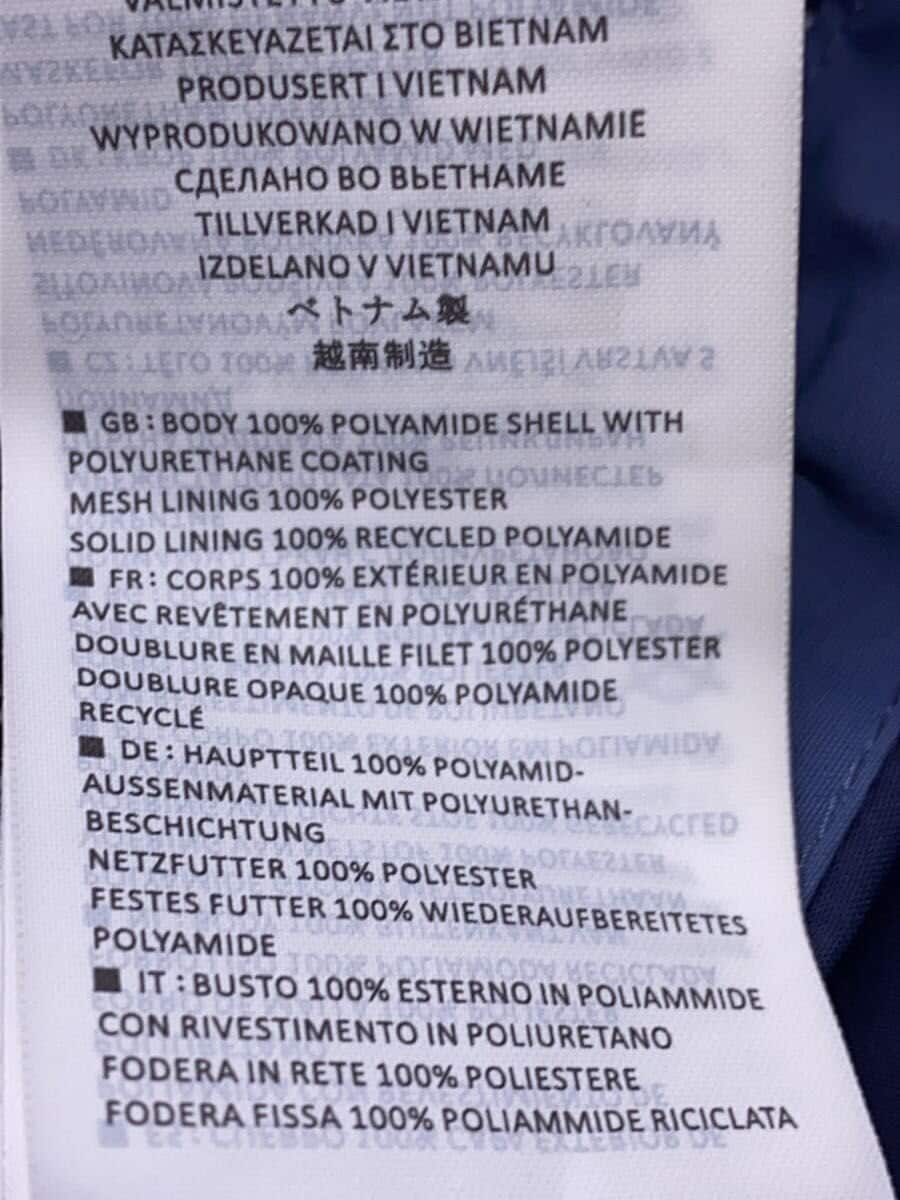 VALMISTETTU
ΚΑΤΑΣΚΕΥΑΖΕΤΑΙ ΣΤΟ ΒΙΕΤΝΑΜ
PRODUSERT I VIETNAM
WYPRODUKOWANO W WIETNAMIE
СДЕЛАНО ВО ВЬЕТНАМЕ
TILLVERKAD I VIETNAM
IZDELANO V VIETNAMU
ベトナム製
越南制造
■ GB : BODY 100% POLYAMIDE SHELL WITH
POLYURETHANE COATING
MESH LINING 100% POLYESTER
SOLID LINING 100% RECYCLED POLYAMIDE
■ FR : CORPS 100% EXTÉRIEUR EN POLYAMIDE
AVEC REVÊTEMENT EN POLYURÉTHANE
DOUBLURE EN MAILLE FILET 100% POLYESTER
DOUBLURE OPAQUE 100% POLYAMIDE
RECYCLÉ
■ DE : HAUPTTEIL 100% POLYAMID-
AUSSENMATERIAL MIT POLYURETHAN-
BESCHICHTUNG
NETZFUTTER 100% POLYESTER
FESTES FUTTER 100% WIEDERAUFBEREITETES
POLYAMIDE
■ IT : BUSTO 100% ESTERNO IN POLIAMMIDE
CON RIVESTIMENTO IN POLIURETANO
FODERA IN RETE 100% POLIESTERE
FODERA FISSA 100% POLIAMMIDE RICICLATA